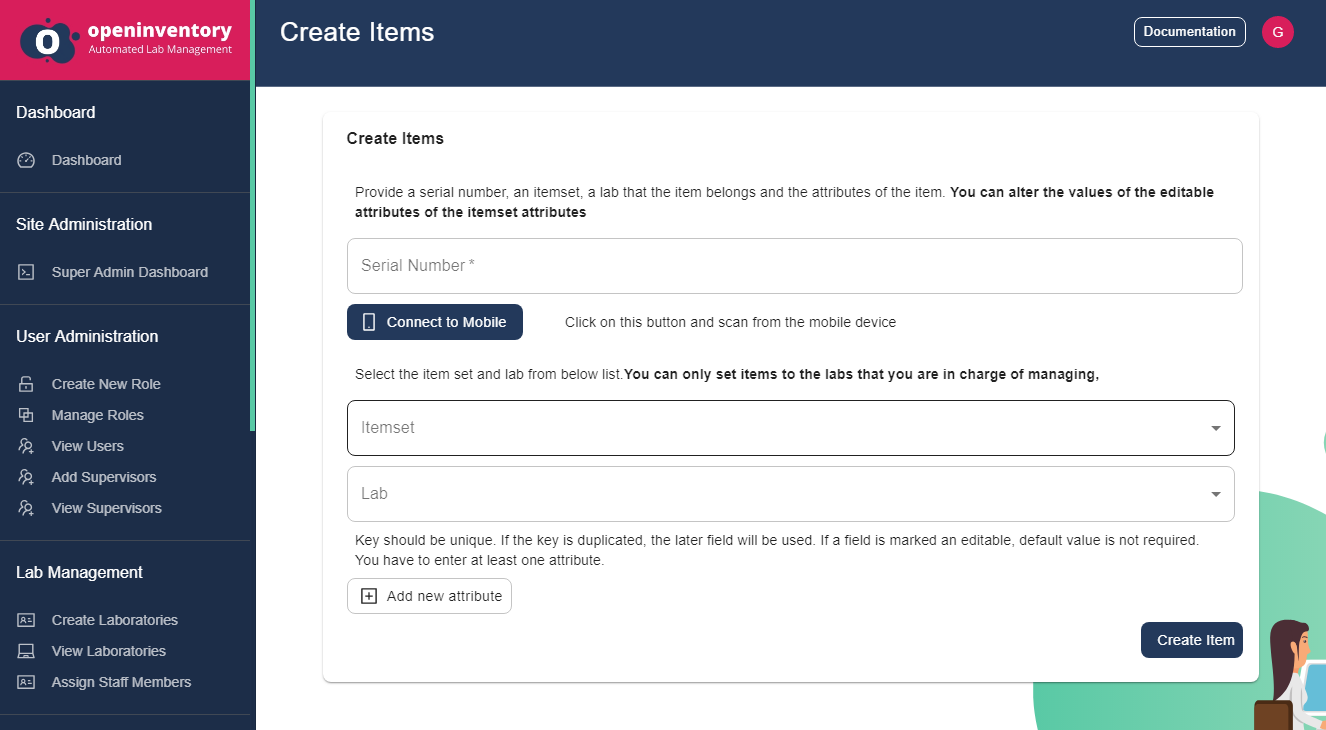 openinventory
Automated Lab Management
Create Items
Documentation
G
Dashboard
Dashboard
Site Administration
Super Admin Dashboard
User Administration
Create New Role
Manage Roles
View Users
Add Supervisors
View Supervisors
Lab Management
Create Laboratories
View Laboratories
Assign Staff Members
Create Items
Provide a serial number, an itemset, a lab that the item belongs and the attributes of the item. You can alter the values of the editable
attributes of the itemset attributes
Serial Number *
Connect to Mobile
Click on this button and scan from the mobile device
Select the item set and lab from below list.You can only set items to the labs that you are in charge of managing,
Itemset
Lab
Key should be unique. If the key is duplicated, the later field will be used. If a field is marked an editable, default value is not required.
You have to enter at least one attribute.
Add new attribute
Create Item